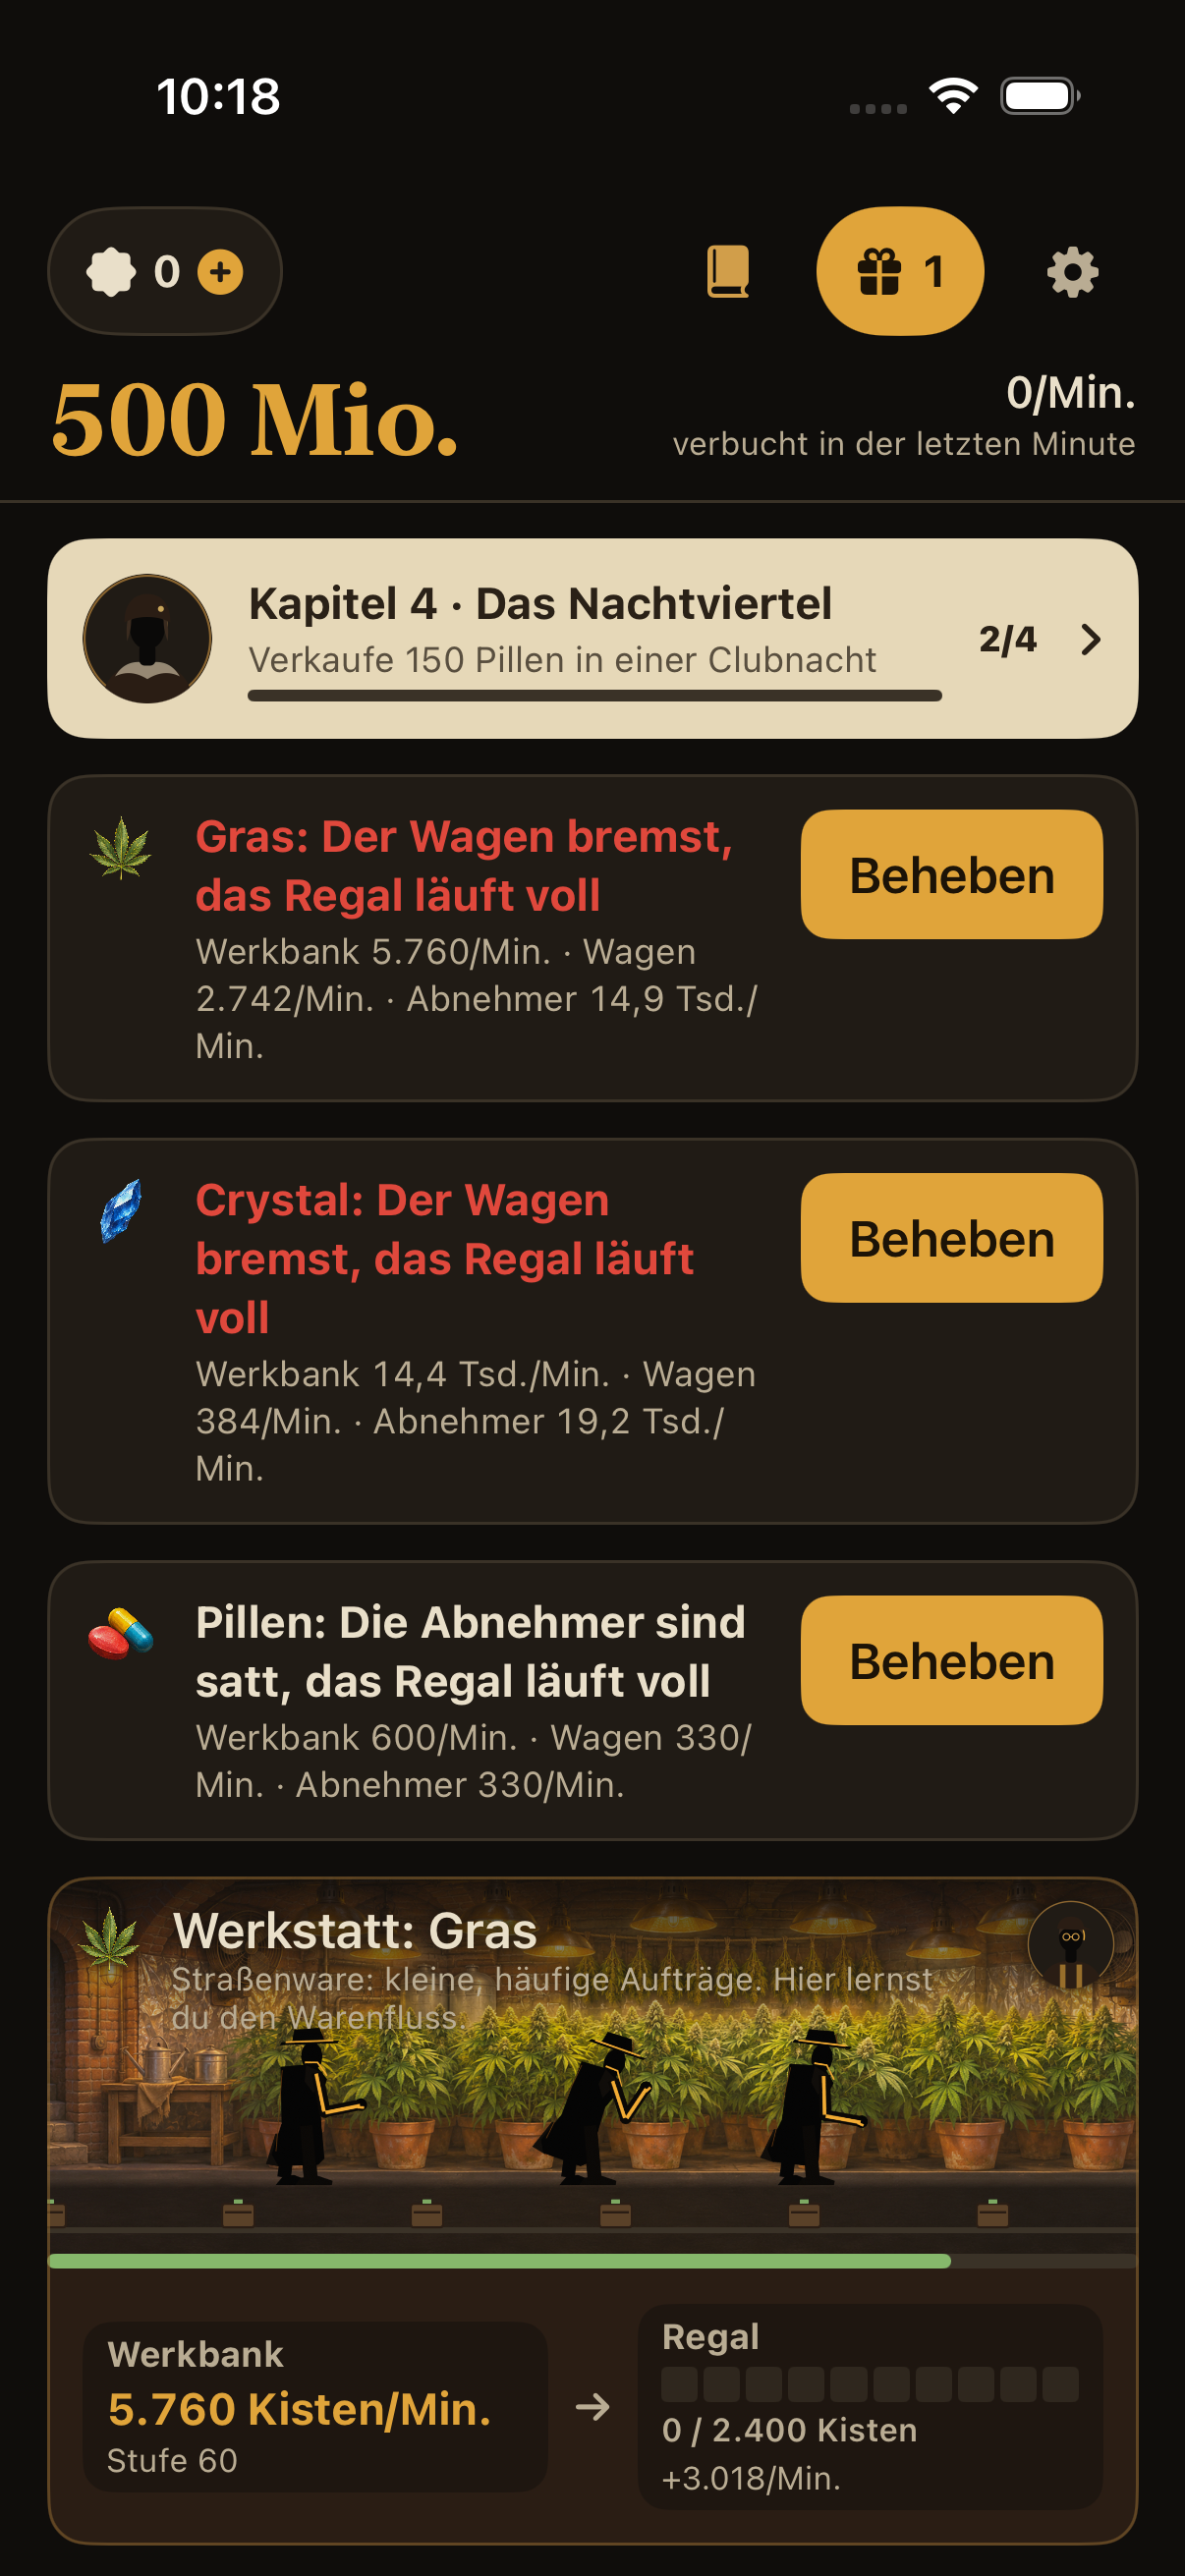 10:18
0
1
500 Mio.
0/Min.
verbucht in der letzten Minute
Kapitel 4 · Das Nachtviertel
Verkaufe 150 Pillen in einer Clubnacht
2/4
Gras: Der Wagen bremst,
das Regal läuft voll
Werkbank 5.760/Min. · Wagen
2.742/Min. · Abnehmer 14,9 Tsd./
Min.
Beheben
Crystal: Der Wagen
bremst, das Regal läuft
voll
Werkbank 14,4 Tsd./Min. · Wagen
384/Min. · Abnehmer 19,2 Tsd./
Min.
Beheben
Pillen: Die Abnehmer sind
satt, das Regal läuft voll
Werkbank 600/Min. · Wagen 330/
Min. · Abnehmer 330/Min.
Beheben
Werkstatt: Gras
Straßenware: kleine, häufige Aufträge. Hier lernst
du den Warenfluss.
Werkbank
5.760 Kisten/Min.
Stufe 60
Regal
0 / 2.400 Kisten
+3.018/Min.